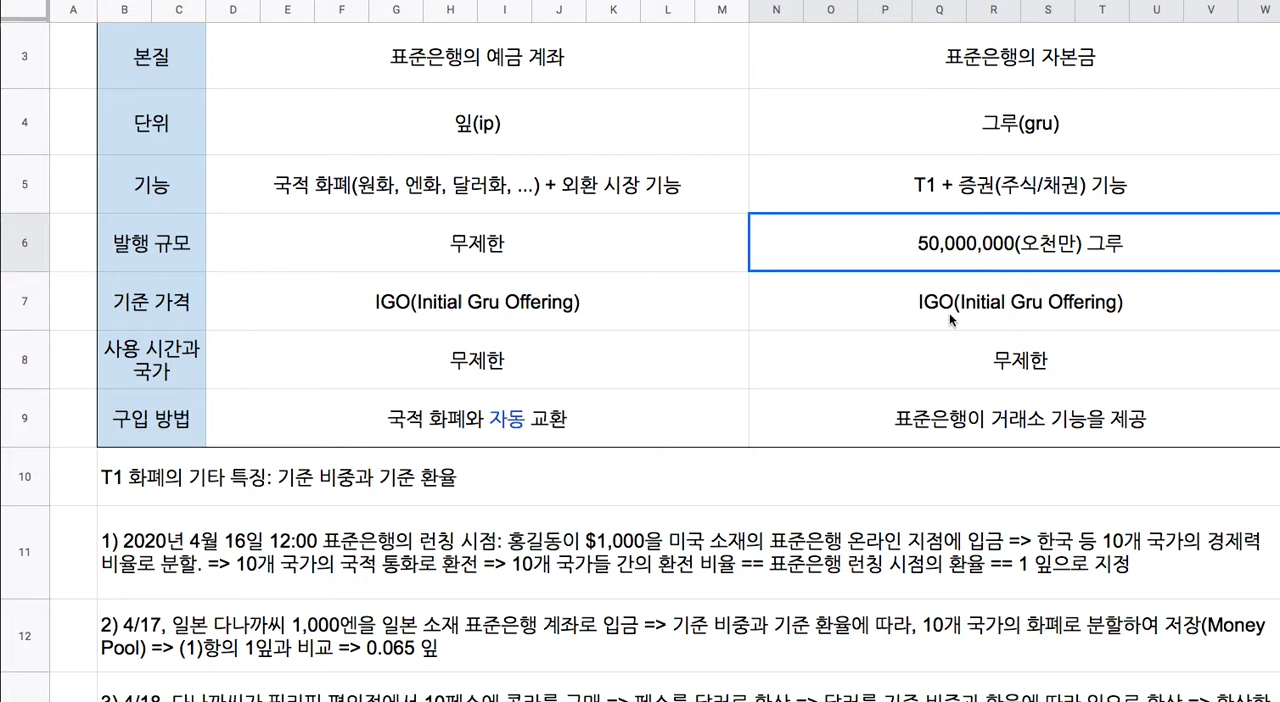 A B C D E F G H I J K L M N O P Q R S T U V W
3 본질 표준은행의 예금 계좌 표준은행의 자본금
4 단위 잎(ip) 그루(gru)
5 기능 국적 화폐(원화, 엔화, 달러화, ...) + 외환 시장 기능 T1 + 증권(주식/채권) 기능
6 발행 규모 무제한 50,000,000(오천만) 그루
7 기준 가격 IGO(Initial Gru Offering) IGO(Initial Gru Offering)
8 사용 시간과 국가 무제한 무제한
9 구입 방법 국적 화폐와 자동 교환 표준은행이 거래소 기능을 제공
10 T1 화폐의 기타 특징: 기준 비중과 기준 환율
11 1) 2020년 4월 16일 12:00 표준은행의 런칭 시점: 홍길동이 $1,000을 미국 소재의 표준은행 온라인 지점에 입금 => 한국 등 10개 국가의 경제력
비율로 분할. => 10개 국가의 국적 통화로 환전 => 10개 국가들 간의 환전 비율 == 표준은행 런칭 시점의 환율 == 1 잎으로 지정
12 2) 4/17, 일본 다나까씨 1,000엔을 일본 소재 표준은행 계좌로 입금 => 기준 비중과 기준 환율에 따라, 10개 국가의 화폐로 분할하여 저장(Money
Pool) => (1)항의 1잎과 비교 => 0.065 잎